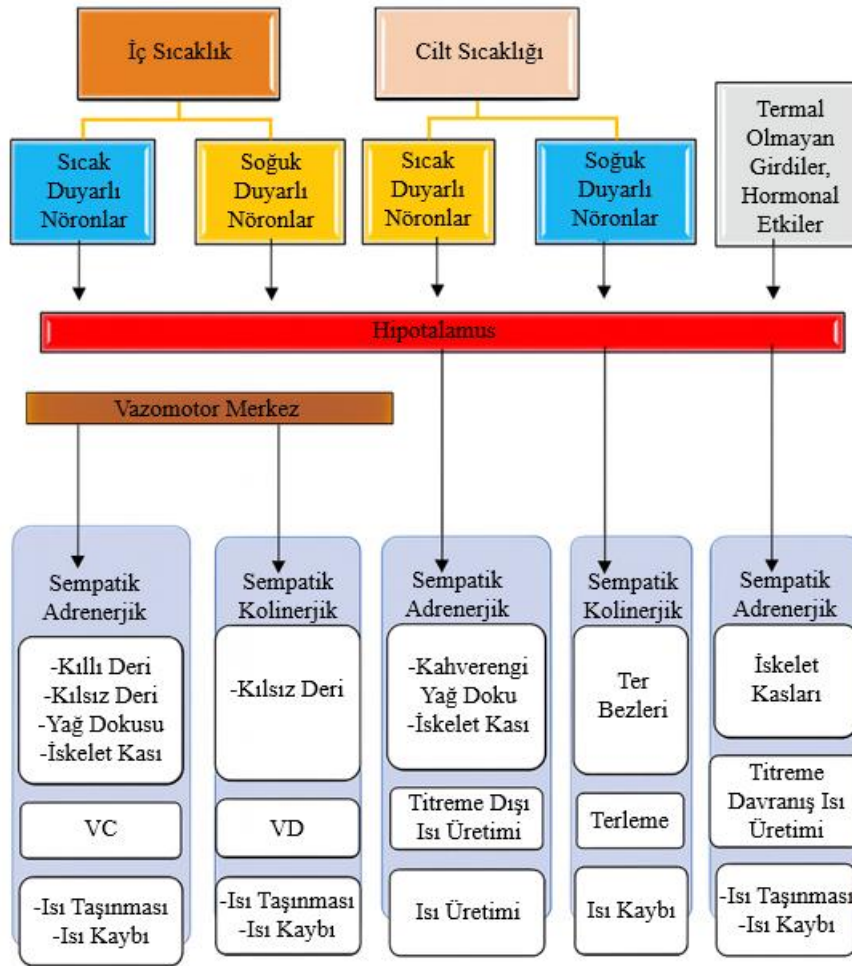 İç Sıcaklık
Cilt Sıcaklığı
Termal
Olmayan
Girdiler,
Hormonal
Etkiler
Sıcak
Duyarlı
Nöronlar
Soğuk
Duyarlı
Nöronlar
Sıcak
Duyarlı
Nöronlar
Soğuk
Duyarlı
Nöronlar
Hipotalamus
Vazomotor Merkez
Sempatik
Adrenerjik
-Kıllı Deri
-Kılsız Deri
-Yağ Dokusu
-İskelet Kası
VC
-Isı Taşınması
-Isı Kaybı
Sempatik
Kolinerjik
-Kılsız Deri
VD
-Isı Taşınması
-Isı Kaybı
Sempatik
Adrenerjik
-Kahverengi
Yağ Doku
-İskelet Kası
Titreme Dışı
Isı Üretimi
Isı Üretimi
Sempatik
Kolinerjik
Ter
Bezleri
Terleme
Isı Kaybı
Sempatik
Adrenerjik
İskelet
Kasları
Titreme
Davranış Isı
Üretimi
-Isı Taşınması
-Isı Kaybı